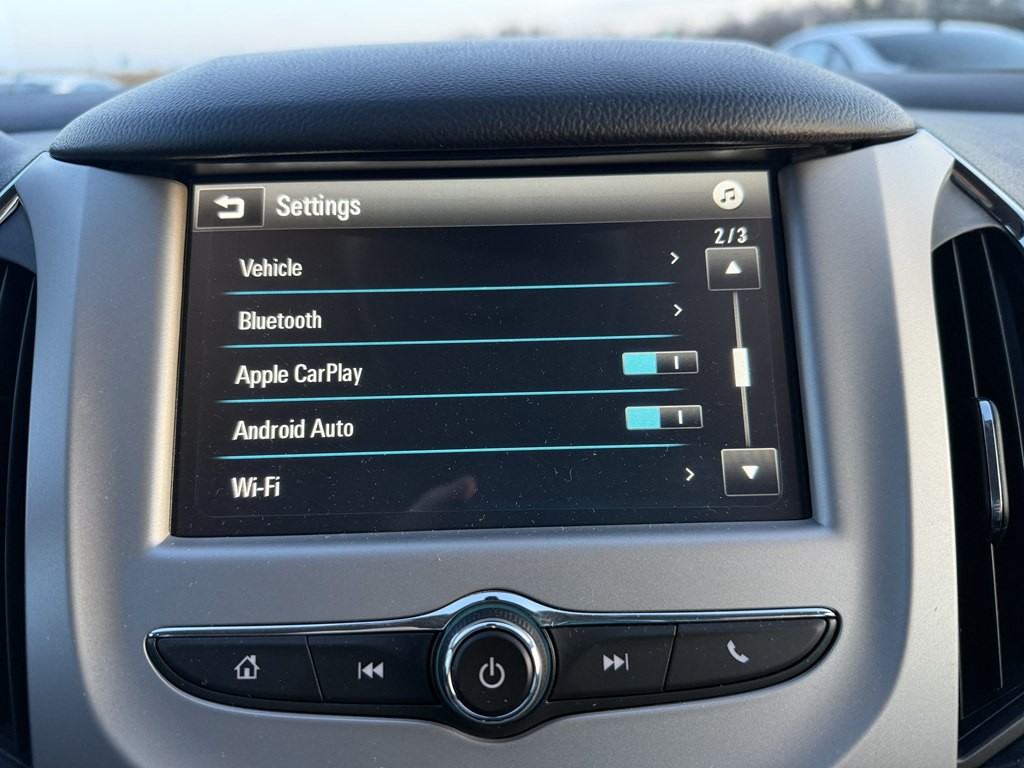 Settings
2/3
Vehicle
Bluetooth
Apple CarPlay
Android Auto
Wi-Fi